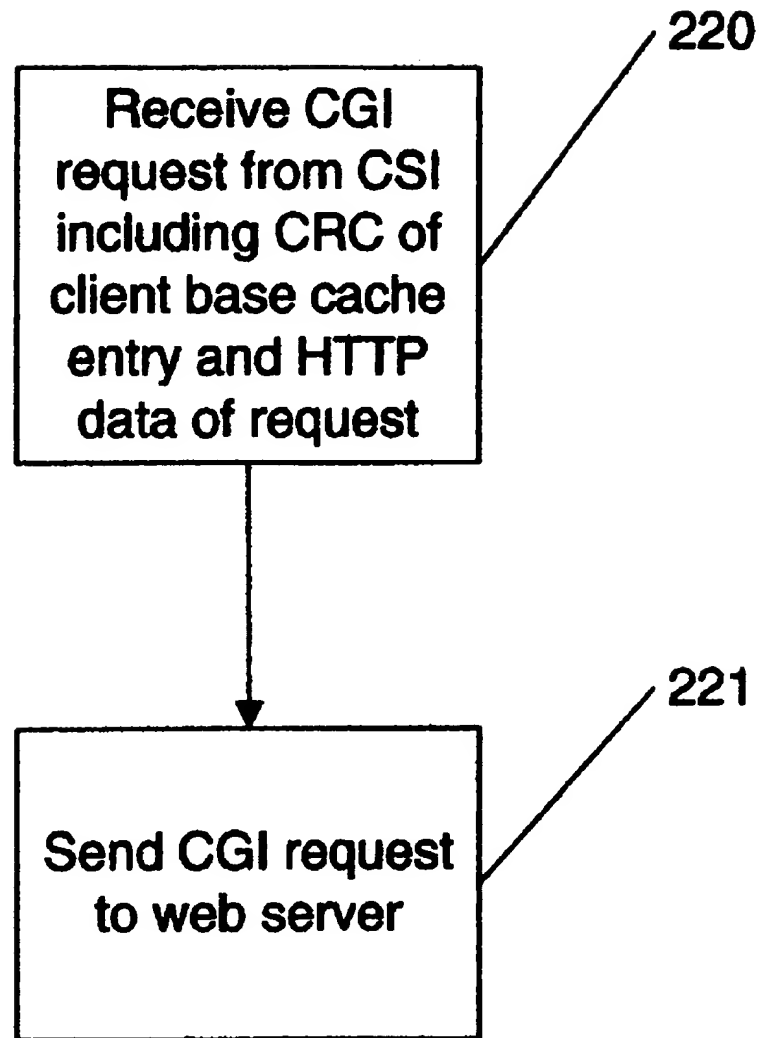 220
Receive CGI
request from CSI
including CRC of
client base cache
entry and HTTP
data of request
221
Send CGI request
to web server